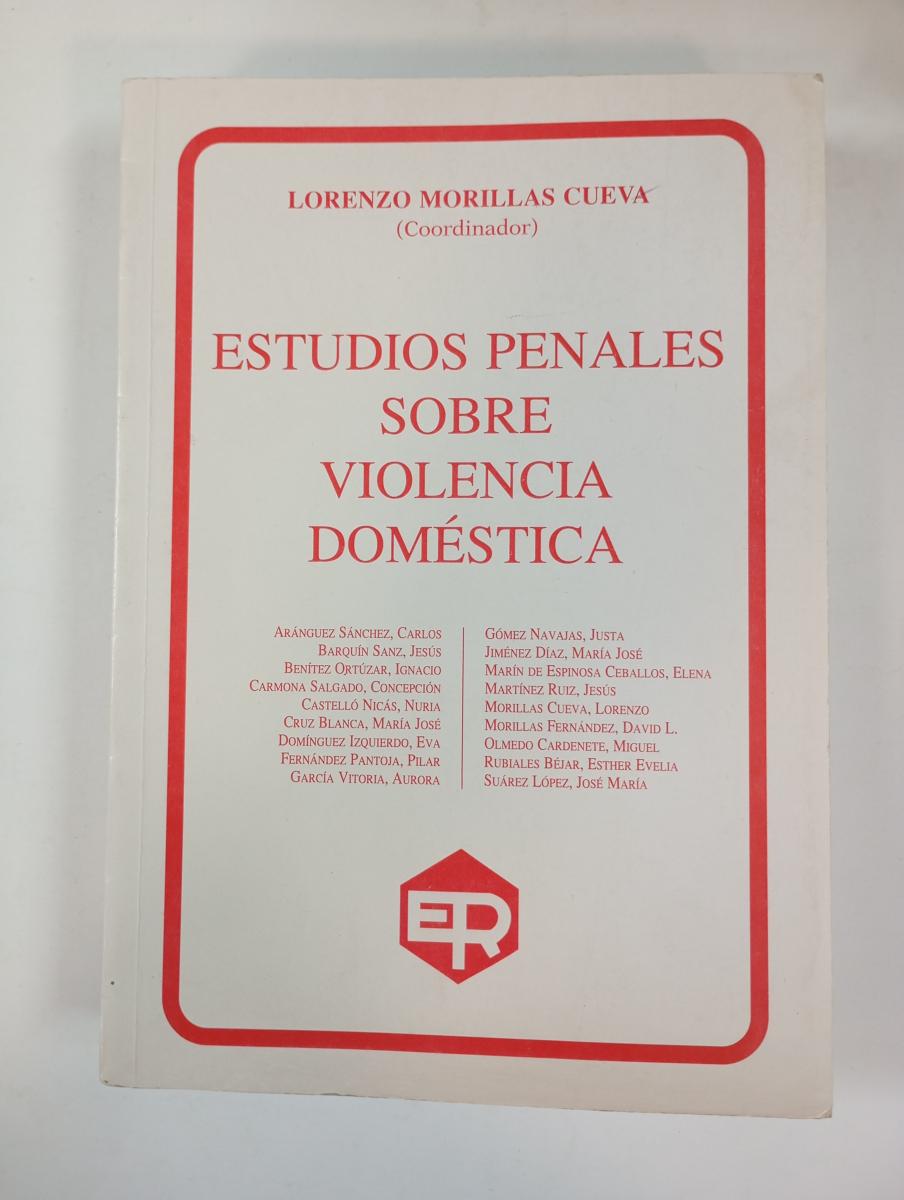 LORENZO MORILLAS CUEVA
(Coordinador)
ESTUDIOS PENALES
SOBRE
VIOLENCIA
DOMÉSTICA
ARÁNGUEZ SÁNCHEZ, CARLOS
BARQUÍN SANZ, JESÚS
BENÍTEZ ORTÚZAR, IGNACIO
CARMONA SALGADO, CONCEPCIÓN
CASTELLÓ NICÁS, NURIA
CRUZ BLANCA, MARÍA JOSÉ
DOMÍNGUEZ IZQUIERDO, EVA
FERNÁNDEZ PANTOJA, PILAR
GARCÍA VITORIA, AURORA
GÓMEZ NAVAJAS, JUSTA
JIMÉNEZ DÍAZ, MARÍA JOSÉ
MARÍN DE ESPINOSA CEBALLOS, ELENA
MARTÍNEZ RUIZ, JESÚS
MORILLAS CUEVA, LORENZO
MORILLAS FERNÁNDEZ, DAVID L.
OLMEDO CARDENETE, MIGUEL
RUBIALES BÉJAR, ESTHER EVELIA
SUÁREZ LÓPEZ, JOSÉ MARÍA
ER